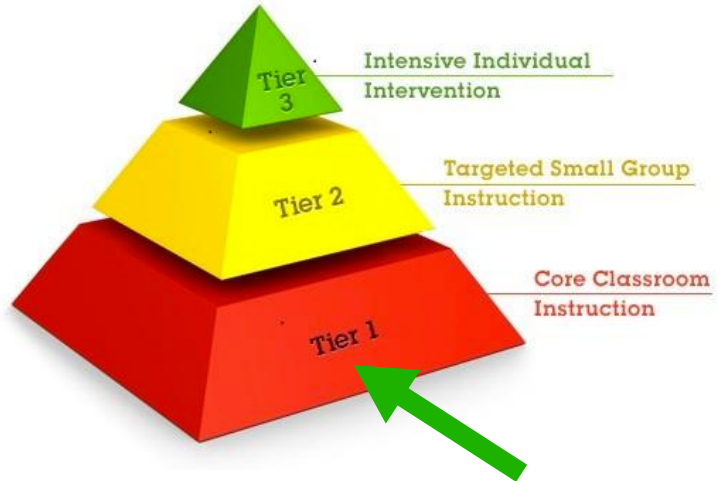 Tier
3
Intensive Individual
Intervention
Tier 2
Targeted Small Group
Instruction
Tier 1
Core Classroom
Instruction